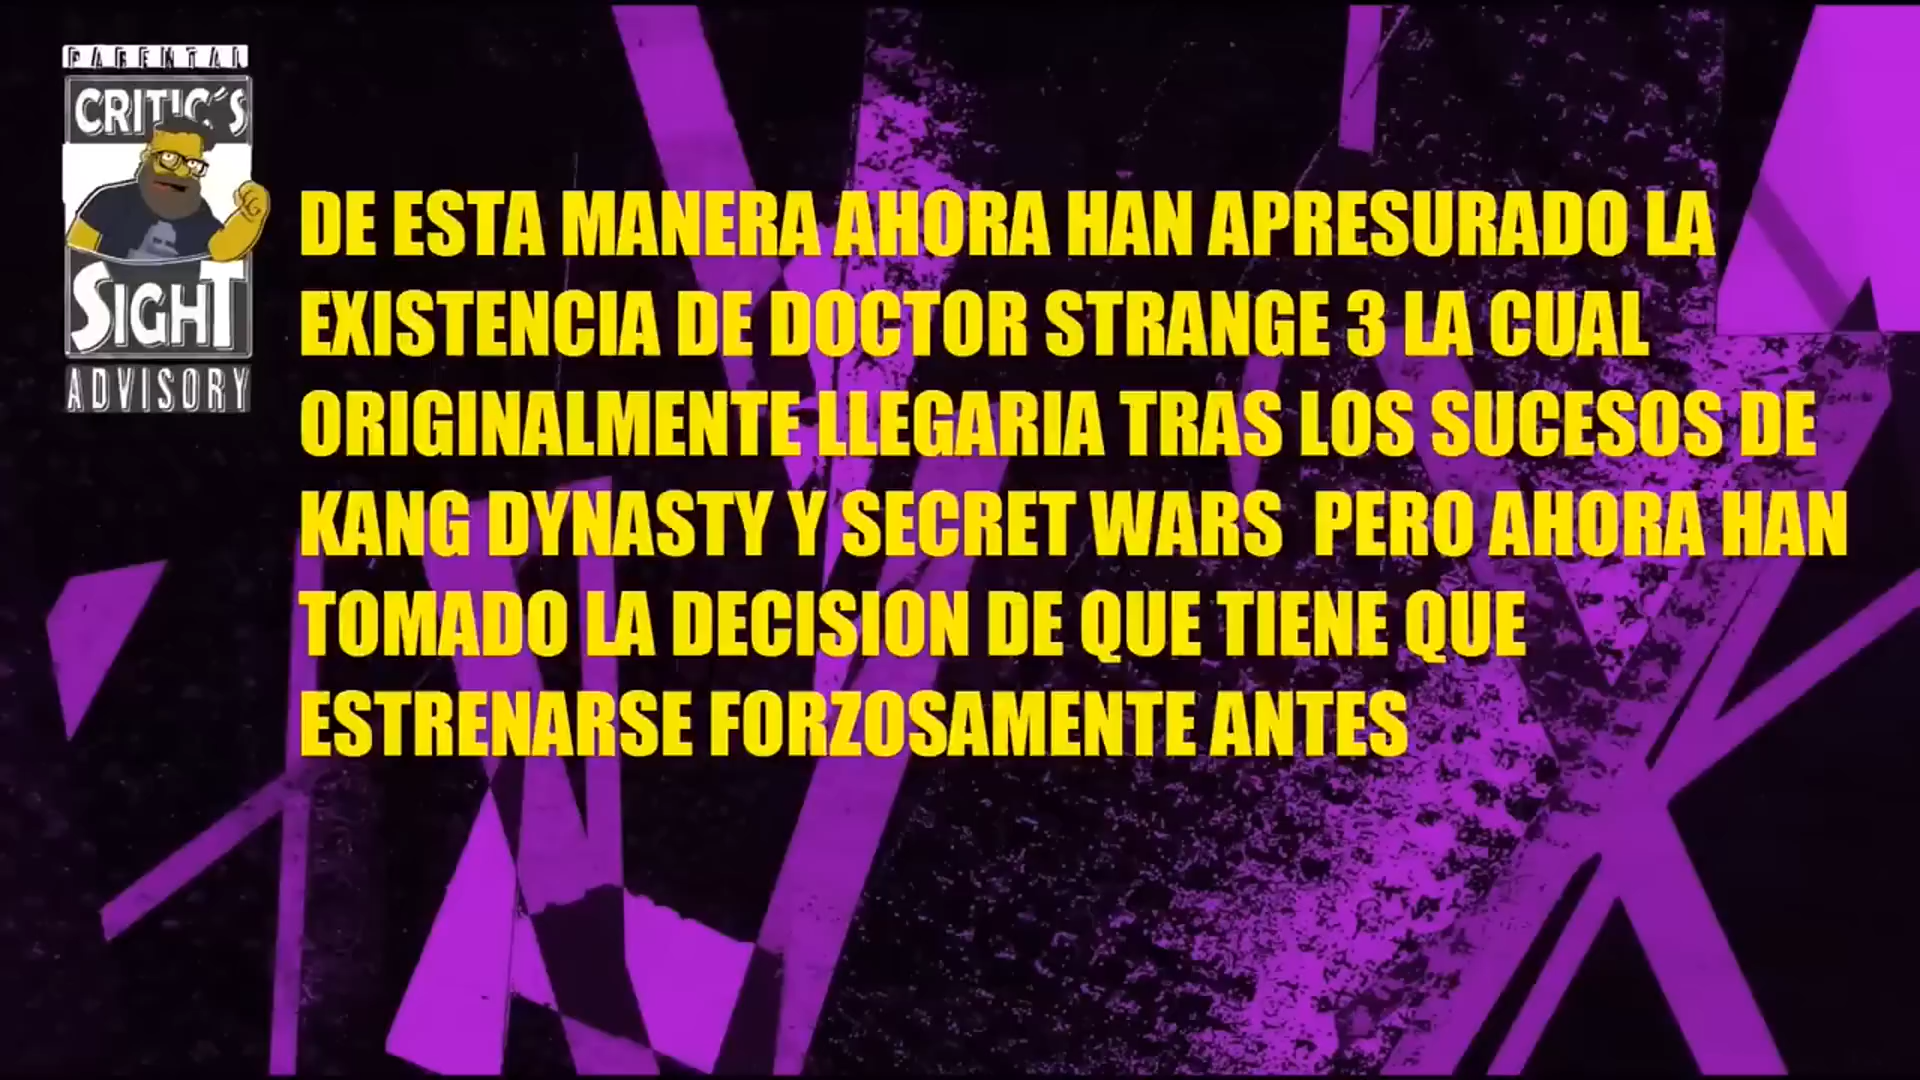 PARENTAL
CRITIC´S
SIGHT
ADVISORY
DE ESTA MANERA AHORA HAN APRESURADO LA
EXISTENCIA DE DOCTOR STRANGE 3 LA CUAL
ORIGINALMENTE LLEGARIA TRAS LOS SUCESOS DE
KANG DYNASTY Y SECRET WARS PERO AHORA HAN
TOMADO LA DECISION DE QUE TIENE QUE
ESTRENARSE FORZOSAMENTE ANTES